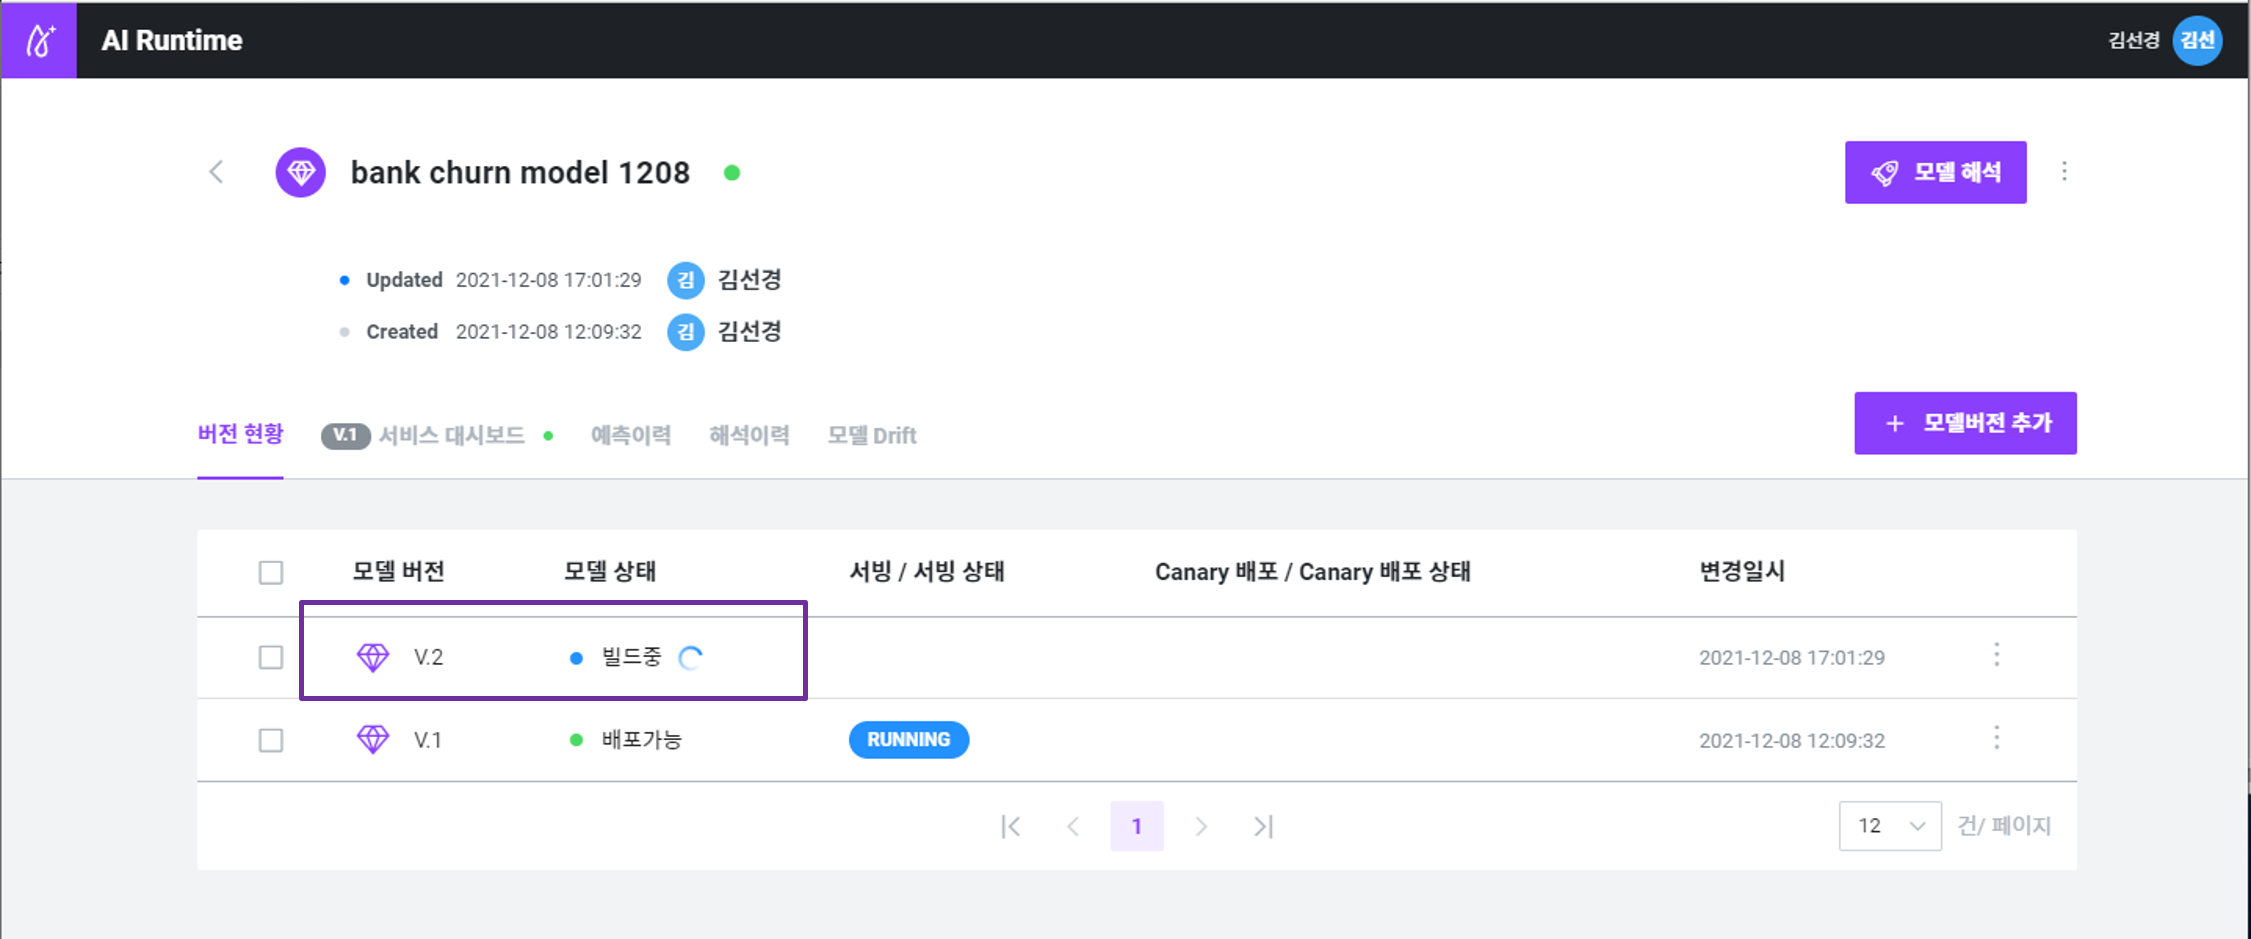 AI Runtime 김선경 김선
bank churn model 1208 모델 해석
Updated 2021-12-08 17:01:29 김 김선경
Created 2021-12-08 12:09:32 김 김선경
버전 현황 V.1 서비스 대시보드 예측이력 해석이력 모델 Drift + 모델버전 추가
모델 버전 모델 상태 서빙 / 서빙 상태 Canary 배포 / Canary 배포 상태 변경일시
V.2 빌드중 2021-12-08 17:01:29
V.1 배포가능 RUNNING 2021-12-08 12:09:32
1 12 건/ 페이지